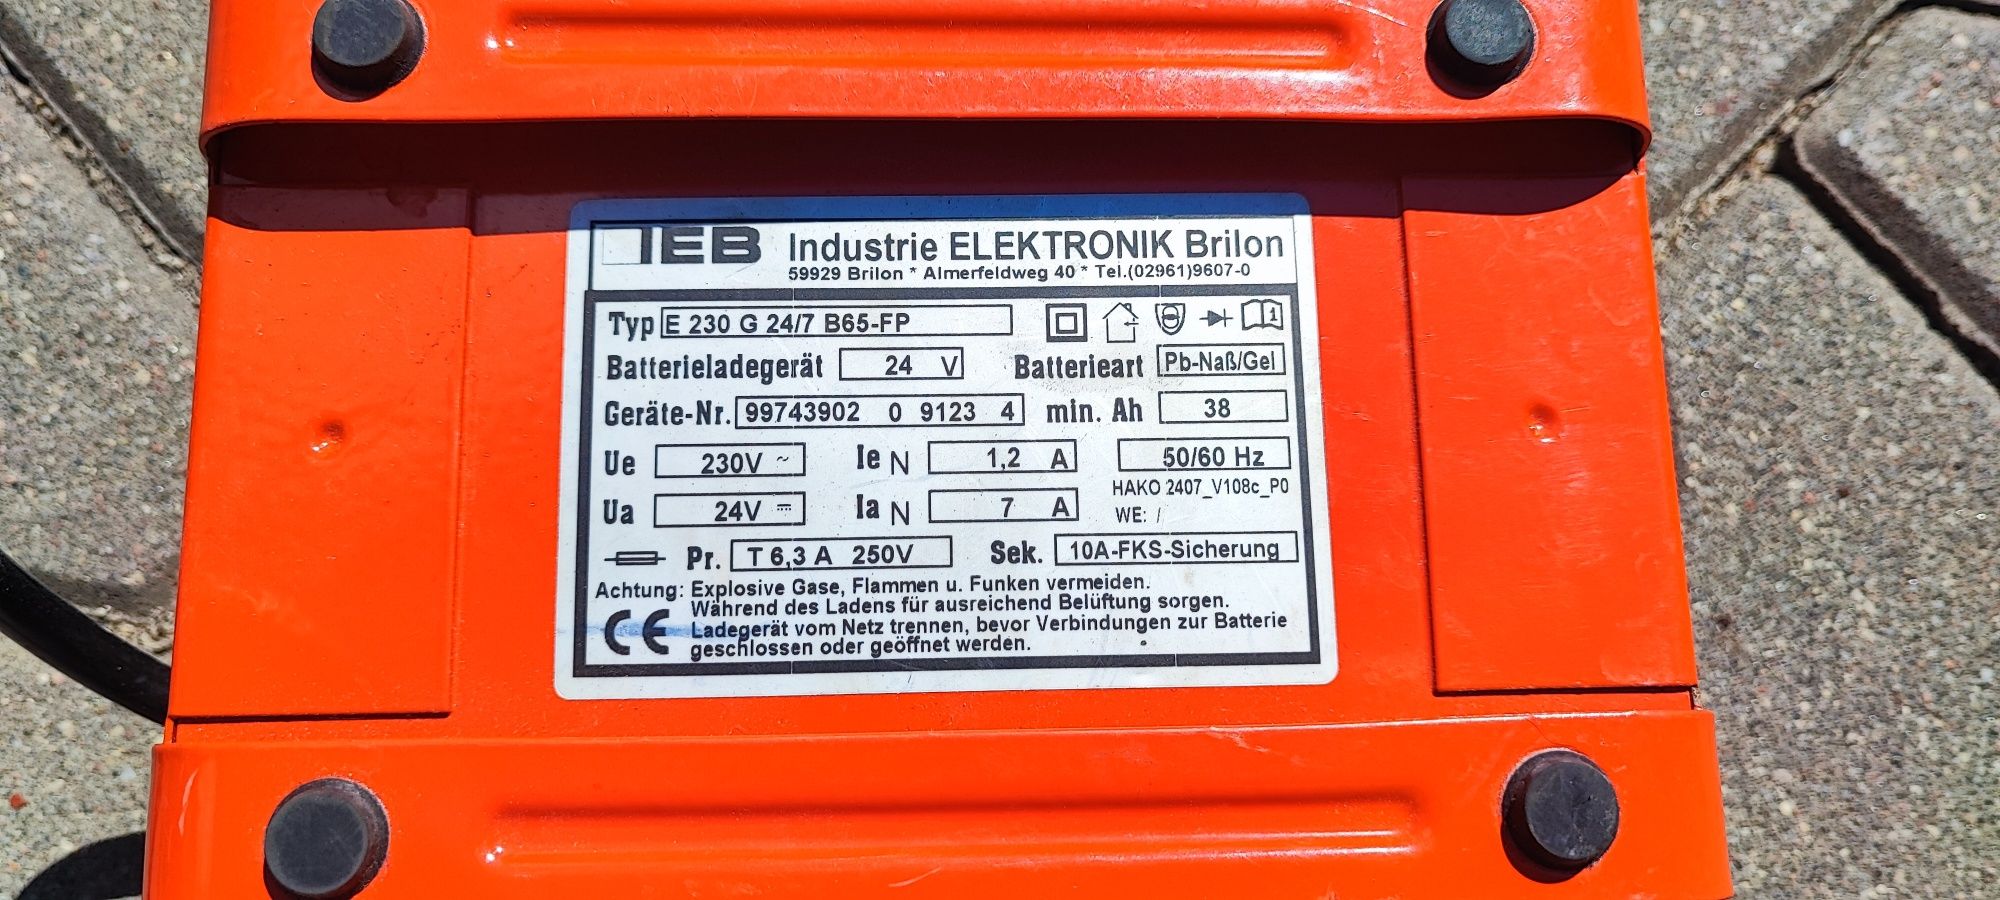 IEB Industrie ELEKTRONIK Brilon
59929 Brilon * Almerfeldweg 40 * Tel.(02961)9607-0
Typ E 230 G 24/7 B65-FP
Batterieladegerät 24 V Batterieart Pb-Naß/Gel
Geräte-Nr. 99743902 0 9123 4 min. Ah 38
Ue 230V ~ Ie N 1,2 A 50/60 Hz
HAKO 2407_V108c_P0
Ua 24V ⎓ Ia N 7 A WE: /
Pr. T 6,3 A 250V Sek. 10A-FKS-Sicherung
Achtung: Explosive Gase, Flammen u. Funken vermeiden.
Während des Ladens für ausreichend Belüftung sorgen.
CE Ladegerät vom Netz trennen, bevor Verbindungen zur Batterie
geschlossen oder geöffnet werden.